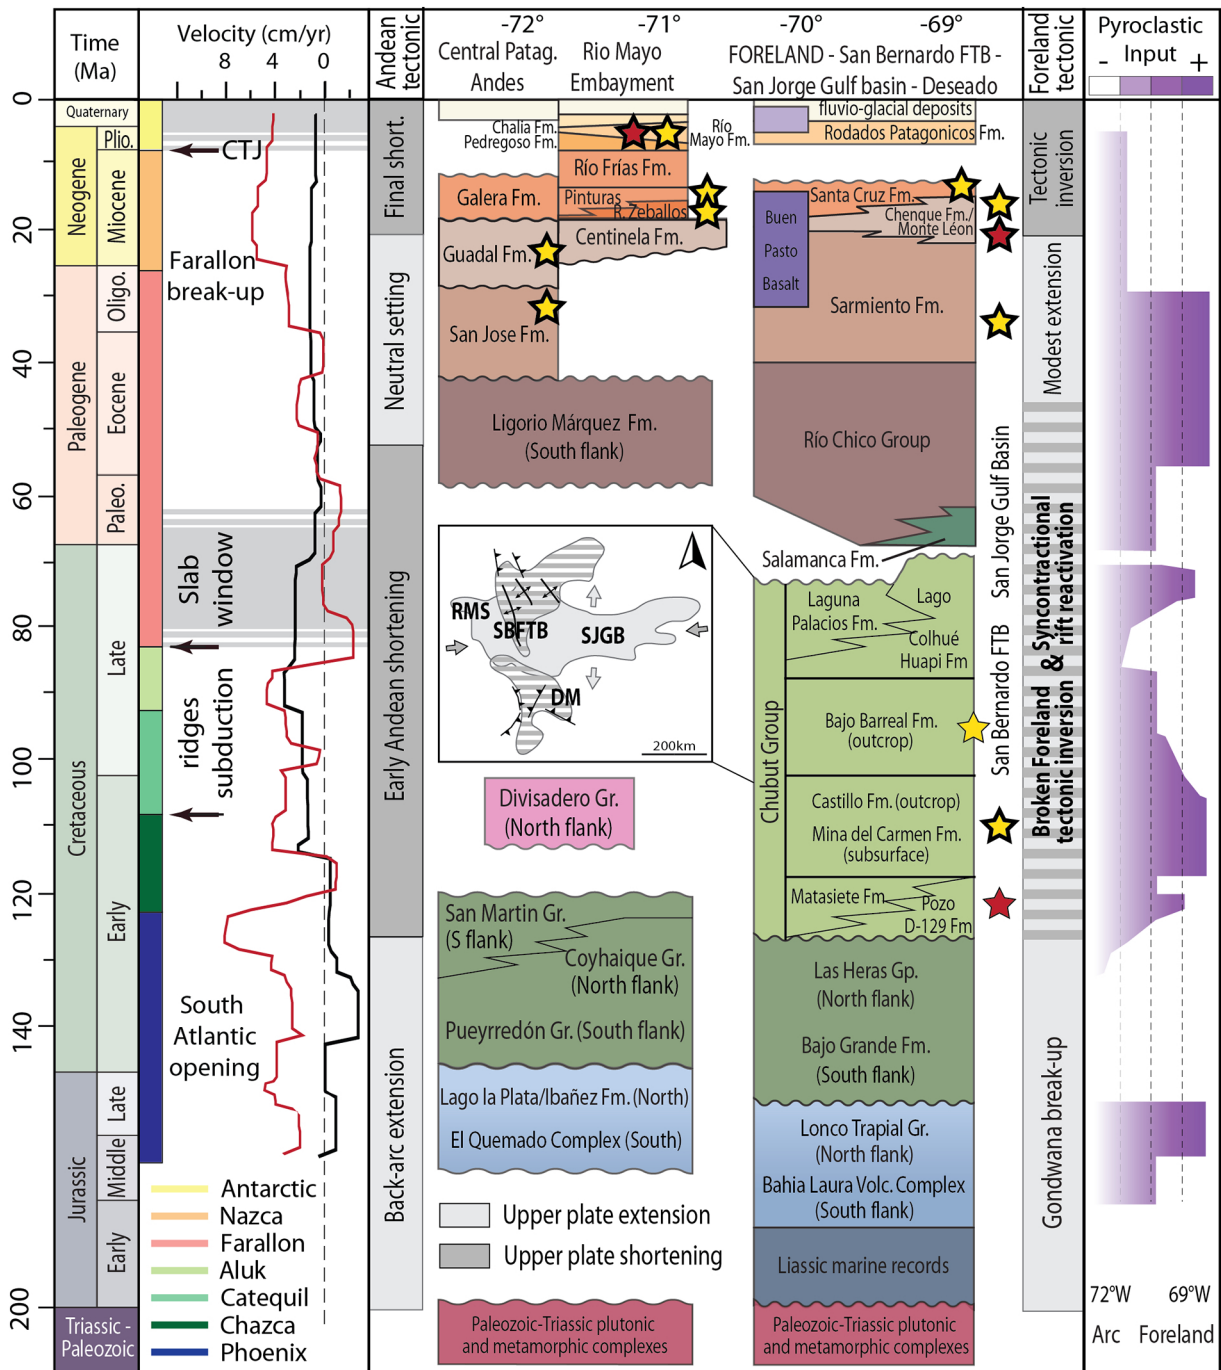 Time
(Ma)
Velocity (cm/yr)
8 4 0
Andean
tectonic
-72° -71° -70° -69°
Central Patag.
Andes
Rio Mayo
Embayment
FORELAND - San Bernardo FTB -
San Jorge Gulf basin - Deseado
Foreland
tectonic
Pyroclastic
Input
- +
0
20
40
60
80
100
120
140
200
Quaternary
Neogene
Plio.
Miocene
Paleogene
Oligo.
Eocene
Paleo.
Cretaceous
Late
Early
Jurassic
Late
Middle
Early
Triassic -
Paleozoic
CTJ
Farallon
break-up
Slab
window
ridges
subduction
South
Atlantic
opening
Antarctic
Nazca
Farallon
Aluk
Catequil
Chazca
Phoenix
Final short.
Neutral setting
Early Andean shortening
Back-arc extension
Chalia Fm.
Pedregoso Fm.
Río
Mayo Fm.
Río Frías Fm.
Galera Fm.
Pinturas
R.Zeballos
Guadal Fm.
Centinela Fm.
San Jose Fm.
Ligorio Márquez Fm.
(South flank)
RMS
SBFTB
SJGB
DM
200km
Divisadero Gr.
(North flank)
San Martin Gr.
(S flank)
Coyhaique Gr.
(North flank)
Pueyrredón Gr. (South flank)
Lago la Plata/Ibañez Fm. (North)
El Quemado Complex (South)
Upper plate extension
Upper plate shortening
Paleozoic-Triassic plutonic
and metamorphic complexes
fluvio-glacial deposits
Rodados Patagonicos Fm.
Santa Cruz Fm.
Chenque Fm./
Monte Léon
Buen
Pasto
Basalt
Sarmiento Fm.
Río Chico Group
Salamanca Fm.
Chubut Group
Laguna
Palacios Fm.
Lago
Colhué
Huapi Fm
Bajo Barreal Fm.
(outcrop)
Castillo Fm. (outcrop)
Mina del Carmen Fm.
(subsurface)
Matasiete Fm.
Pozo
D-129 Fm
Las Heras Gp.
(North flank)
Bajo Grande Fm.
(South flank)
Lonco Trapial Gr.
(North flank)
Bahia Laura Volc. Complex
(South flank)
Liassic marine records
Paleozoic-Triassic plutonic
and metamorphic complexes
San Bernardo FTB
San Jorge Gulf Basin
Tectonic
inversion
Modest extension
Broken Foreland & Syncontractional
tectonic inversion rift reactivation
Gondwana break-up
72°W 69°W
Arc Foreland